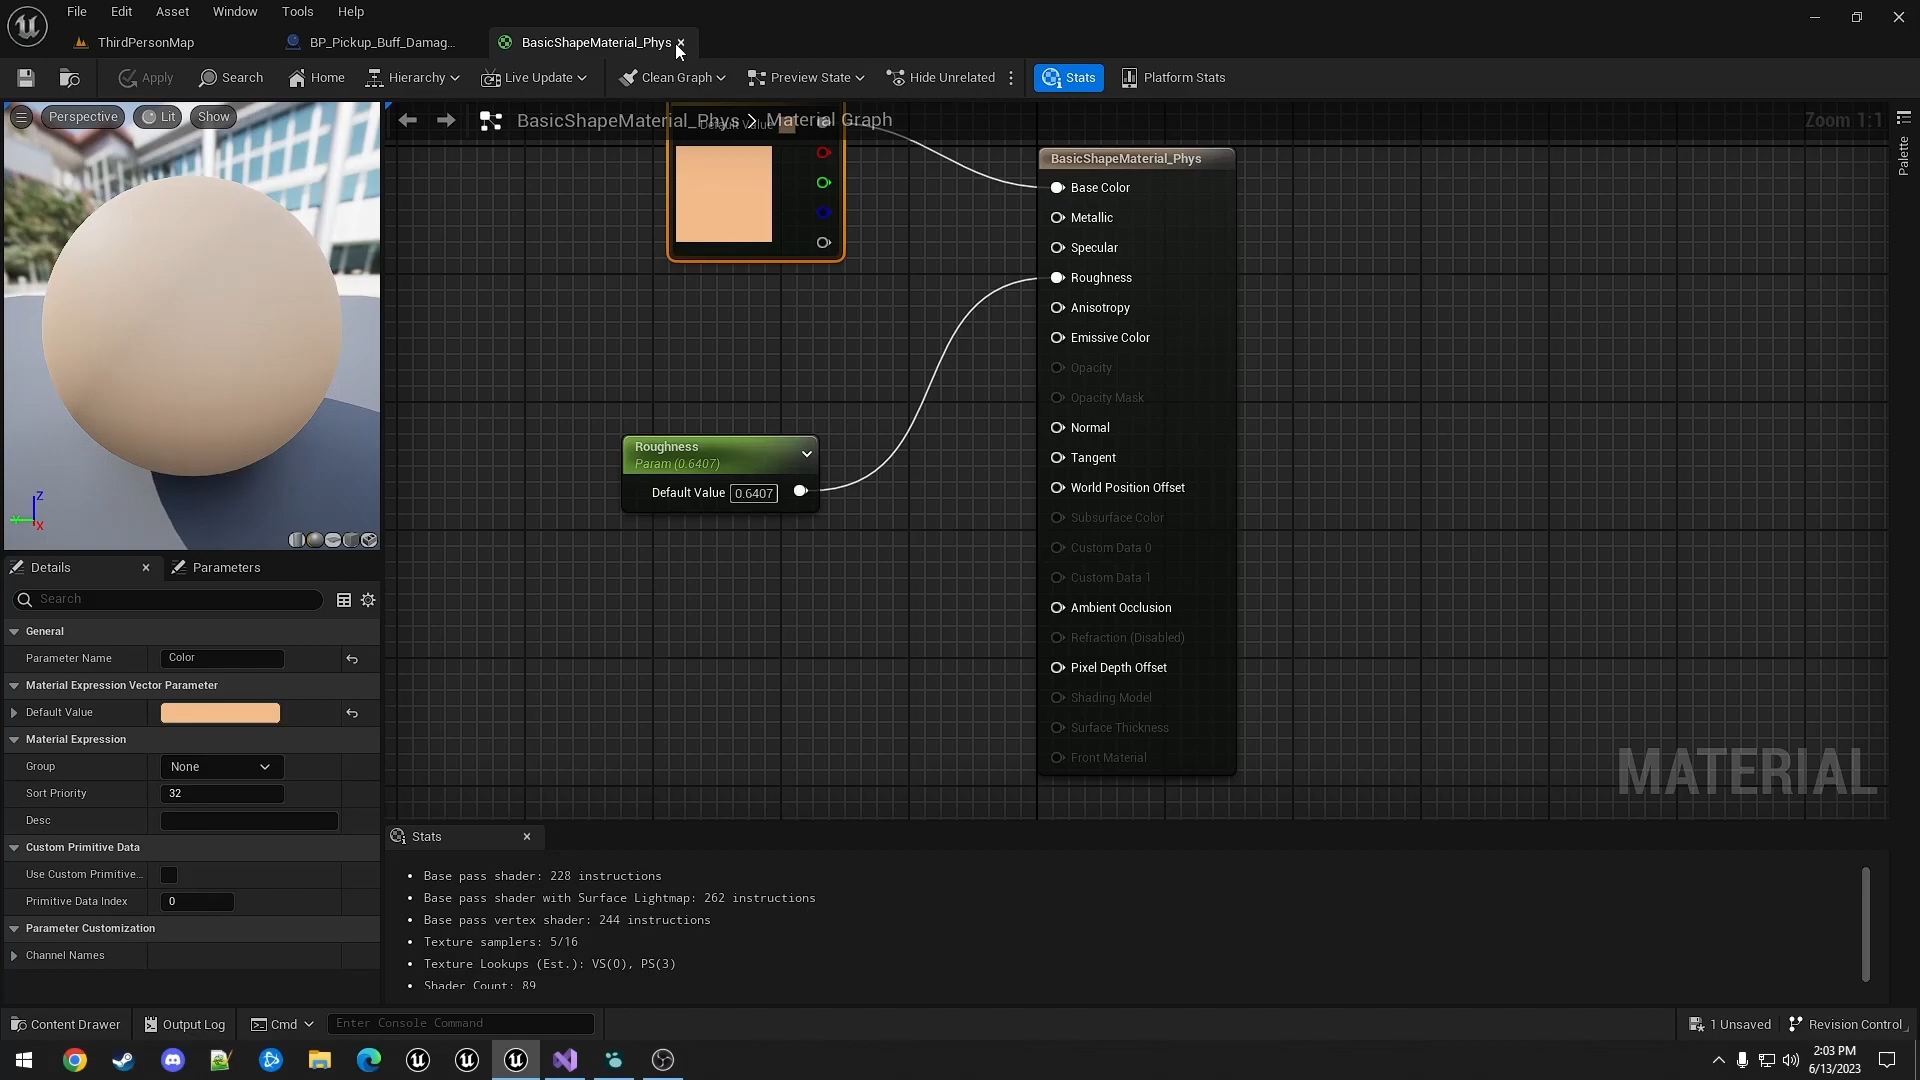 File Edit Asset Window Tools Help
ThirdPersonMap
BP_Pickup_Buff_Damag...
BasicShapeMaterial_Phys
Apply
Search
Home
Hierarchy
Live Update
Clean Graph
Preview State
Hide Unrelated
Stats
Platform Stats
Perspective
Lit
Show
BasicShapeMaterial_Phys > Material Graph
Zoom 1:1
Palette
Default Value
BasicShapeMaterial_Phys
Base Color
Metallic
Specular
Roughness
Anisotropy
Emissive Color
Opacity
Opacity Mask
Normal
Tangent
World Position Offset
Subsurface Color
Custom Data 0
Custom Data 1
Ambient Occlusion
Refraction (Disabled)
Pixel Depth Offset
Shading Model
Surface Thickness
Front Material
Roughness
Param (0.6407)
Default Value 0.6407
MATERIAL
Z
Y
X
Details
Parameters
Search
General
Parameter Name Color
Material Expression Vector Parameter
Default Value
Material Expression
Group None
Sort Priority 32
Desc
Custom Primitive Data
Use Custom Primitive...
Primitive Data Index 0
Parameter Customization
Channel Names
Stats
• Base pass shader: 228 instructions
• Base pass shader with Surface Lightmap: 262 instructions
• Base pass vertex shader: 244 instructions
• Texture samplers: 5/16
• Texture Lookups (Est.): VS(0), PS(3)
• Shader Count: 89
Content Drawer
Output Log
Cmd
Enter Console Command
1 Unsaved
Revision Control
2:03 PM
6/13/2023